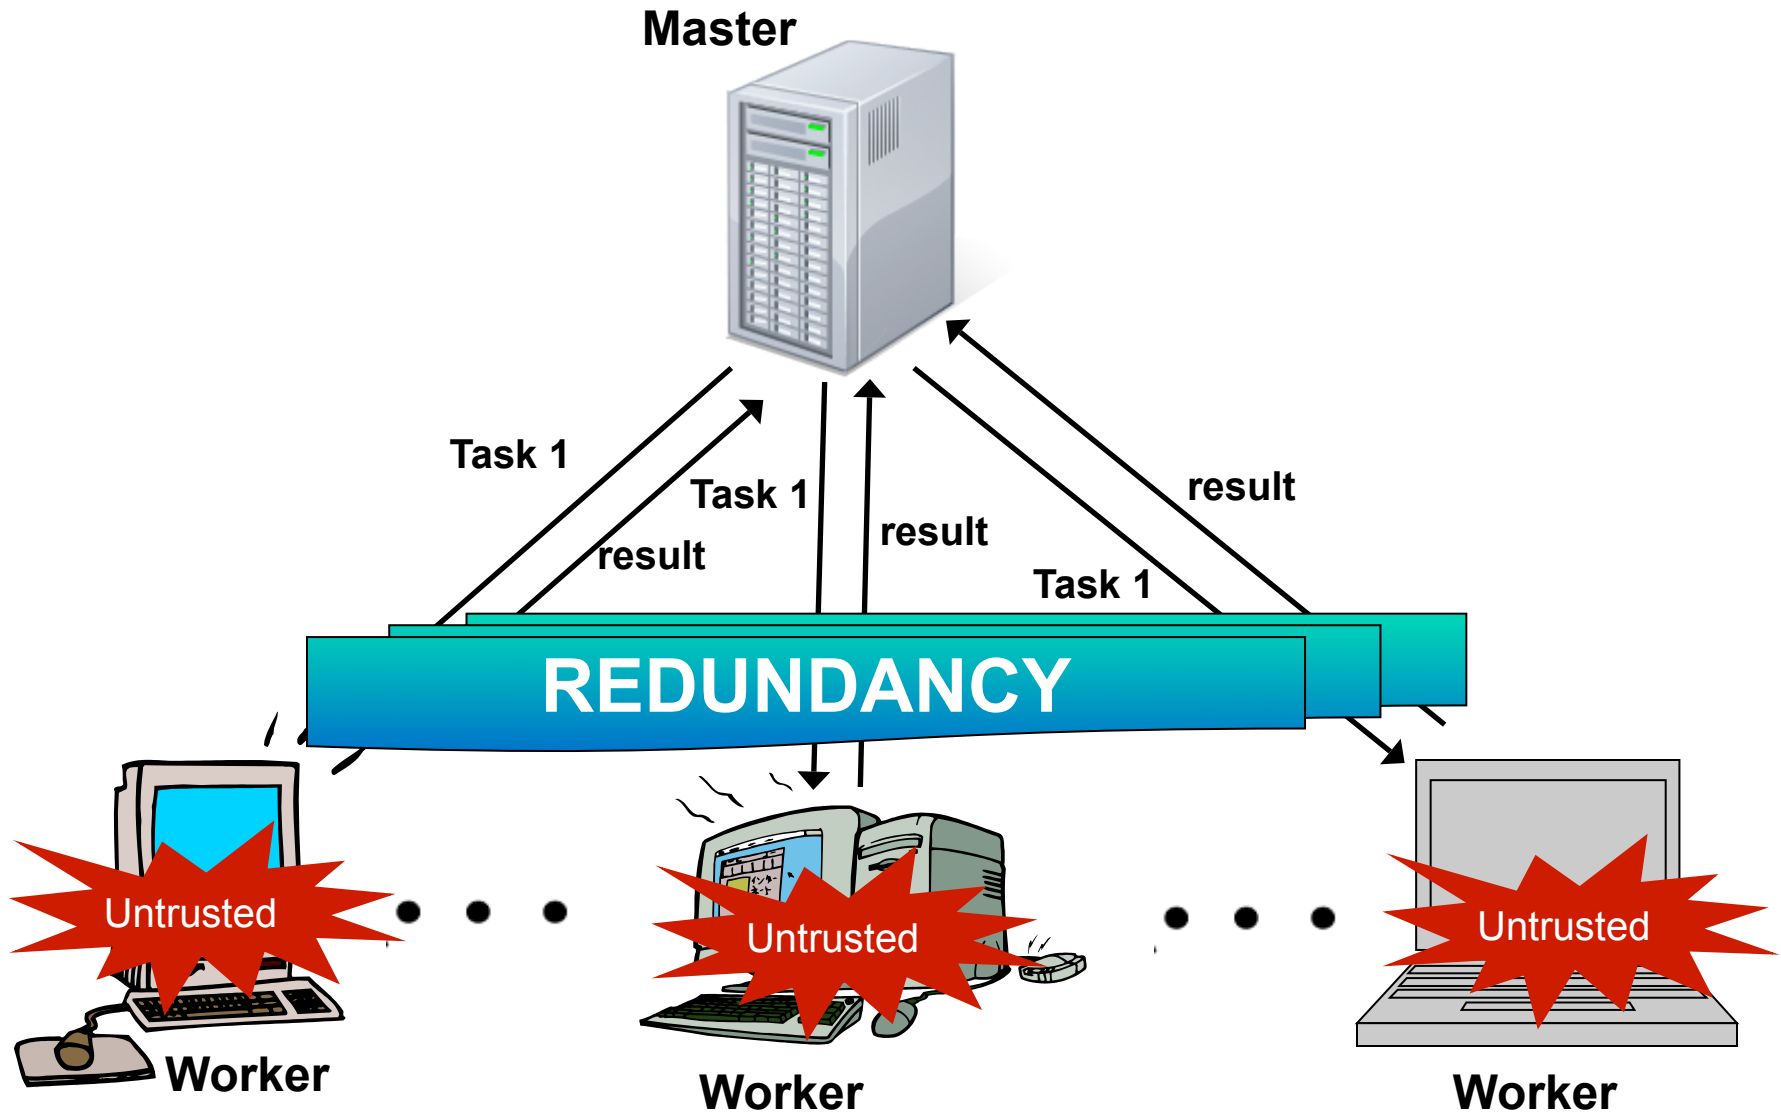 Master
Task 1
Task 1
result
result
result
Task 1
REDUNDANCY
Untrusted
Untrusted
Untrusted
Worker
Worker
Worker